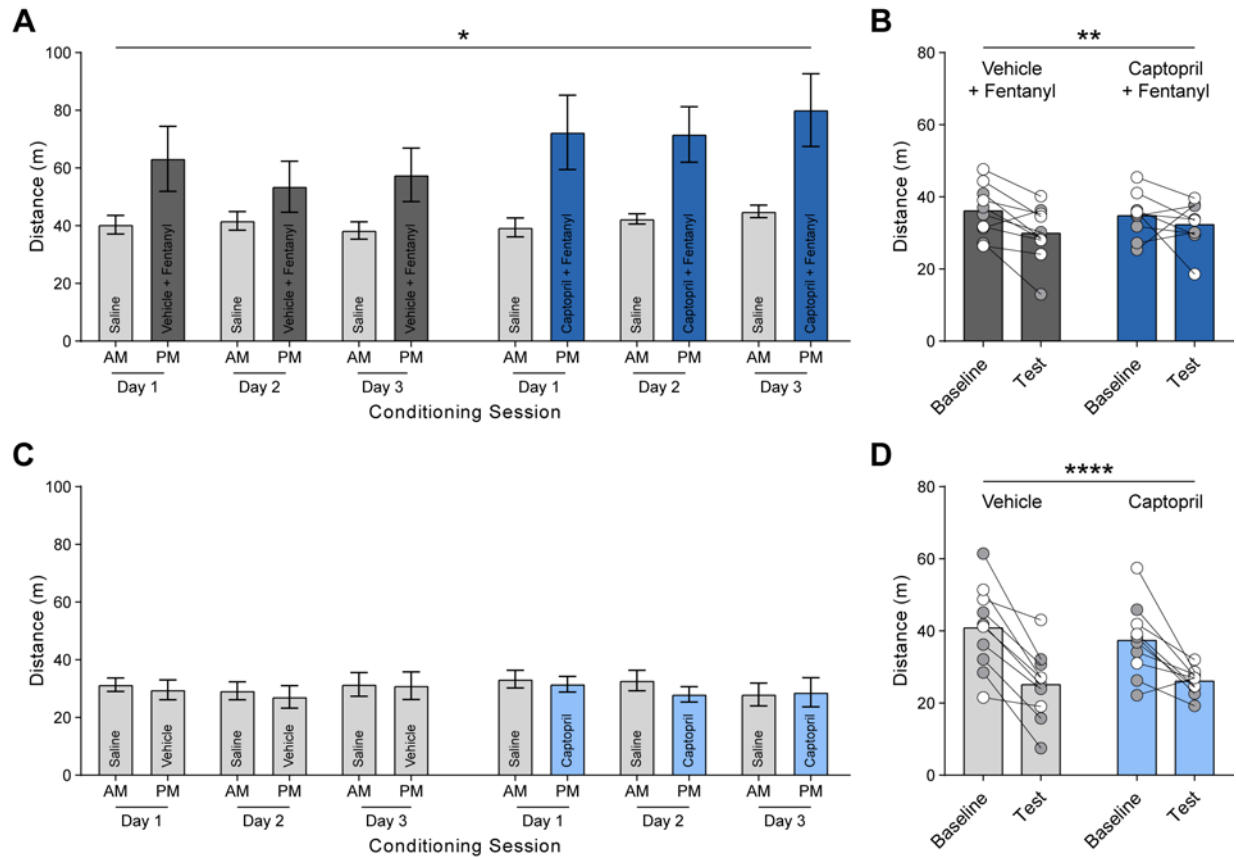 A
*
Distance (m)
100
80
60
40
20
0
Saline
Vehicle + Fentanyl
Saline
Vehicle + Fentanyl
Saline
Vehicle + Fentanyl
Saline
Captopril + Fentanyl
Saline
Captopril + Fentanyl
Saline
Captopril + Fentanyl
AM PM AM PM AM PM AM PM AM PM AM PM
Day 1 Day 2 Day 3 Day 1 Day 2 Day 3
Conditioning Session
B
**
Vehicle
+ Fentanyl
Captopril
+ Fentanyl
Distance (m)
80
60
40
20
0
Baseline
Test
Baseline
Test
C
Distance (m)
100
80
60
40
20
0
Saline
Vehicle
Saline
Vehicle
Saline
Vehicle
Saline
Captopril
Saline
Captopril
Saline
Captopril
AM PM AM PM AM PM AM PM AM PM AM PM
Day 1 Day 2 Day 3 Day 1 Day 2 Day 3
Conditioning Session
D
****
Vehicle Captopril
Distance (m)
80
60
40
20
0
Baseline
Test
Baseline
Test